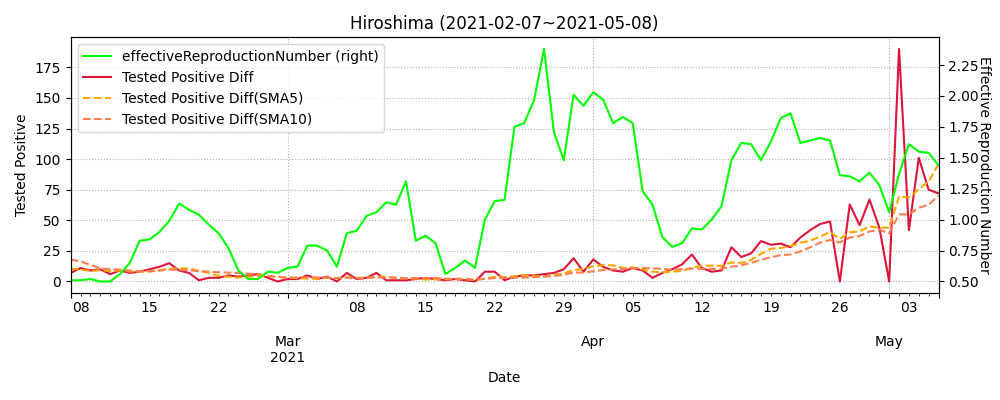 Hiroshima (2021-02-07~2021-05-08)
effectiveReproductionNumber (right)
Tested Positive Diff
Tested Positive Diff(SMA5)
Tested Positive Diff(SMA10)
Tested Positive
175
150
125
100
75
50
25
0
2.25
2.00
1.75
1.50
1.25
1.00
0.75
0.50
Effective Reproduction Number
08 15 22 08 15 22 29 05 12 19 26 03
Mar Apr May
2021
Date